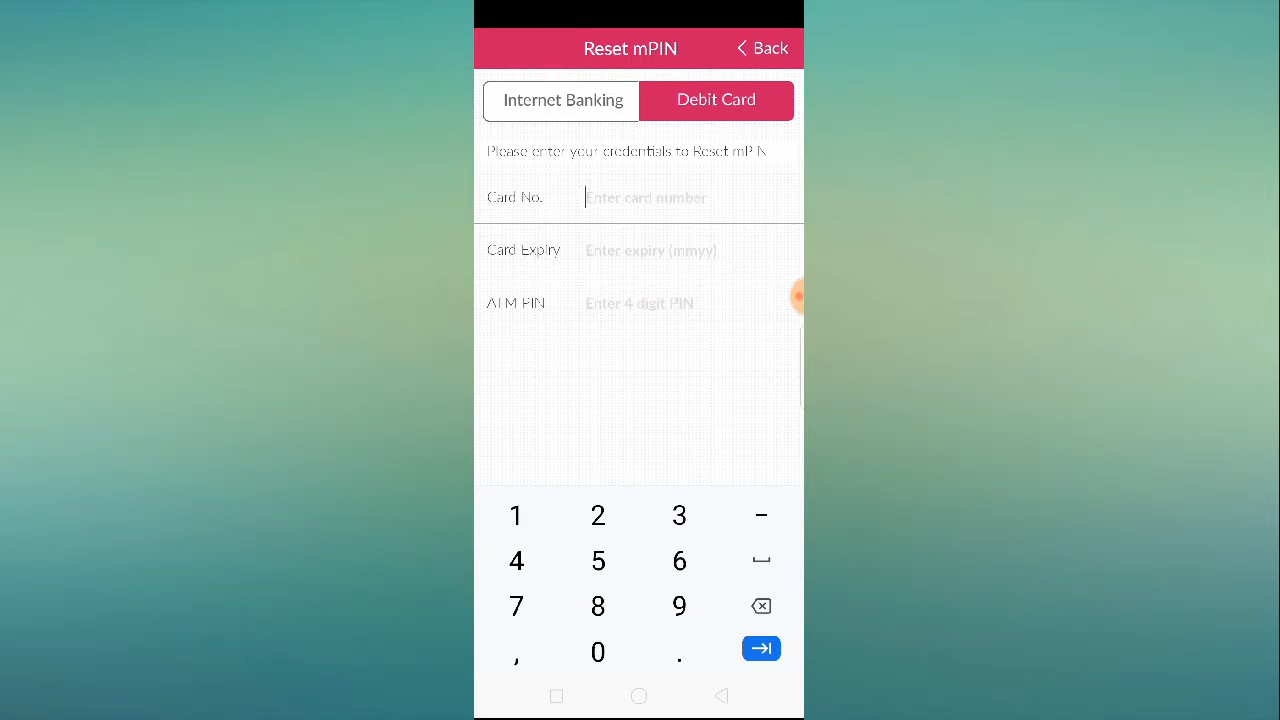 Reset mPIN
Back
Internet Banking
Debit Card
Please enter your credentials to Reset mPIN
Card No.
Enter card number
Card Expiry
Enter expiry (mmyy)
ATM PIN
Enter 4 digit PIN
1 2 3 -
4 5 6
7 8 9
, 0 .